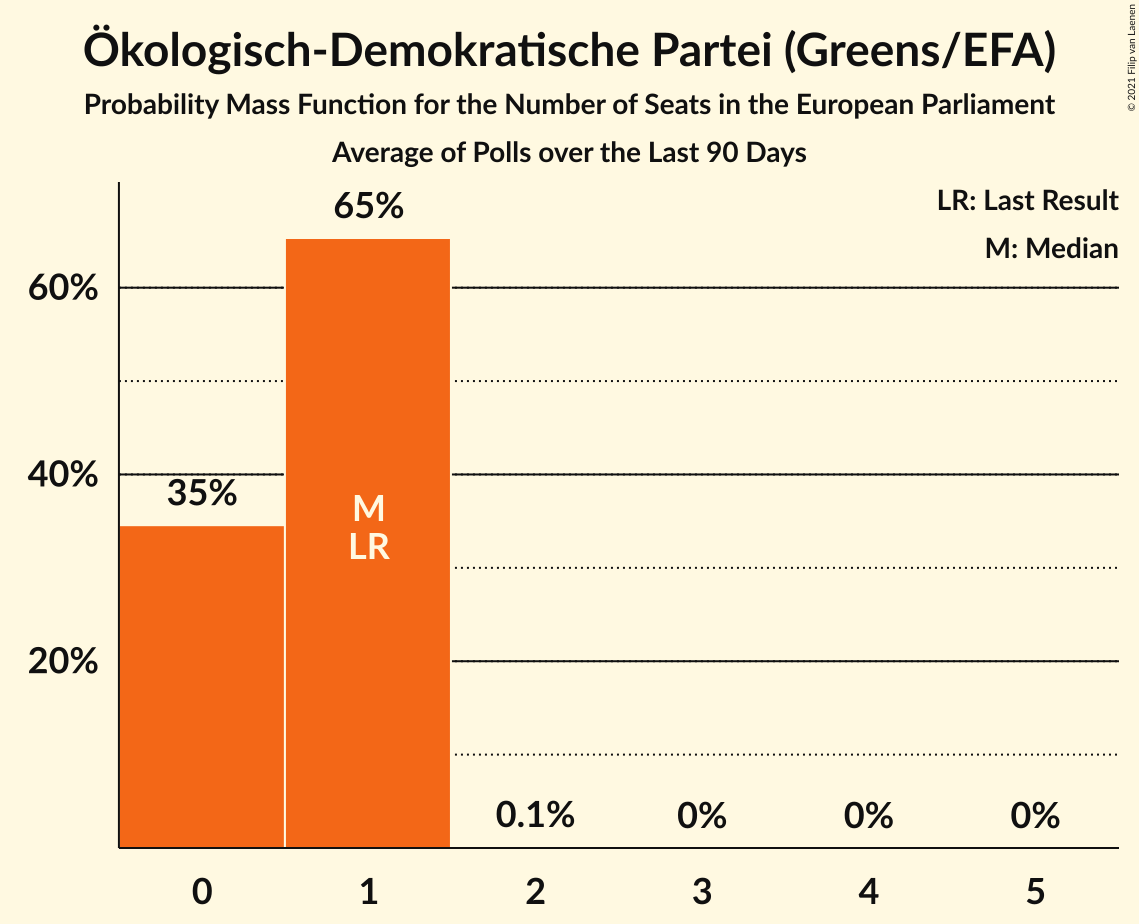 Ökologisch-Demokratische Partei (Greens/EFA)
Probability Mass Function for the Number of Seats in the European Parliament
Average of Polls over the Last 90 Days
© 2021 Filip van Laenen
LR: Last Result
M: Median
65%
60%
40%
35%
M
LR
20%
0.1%
0%
0%
0%
0
1
2
3
4
5